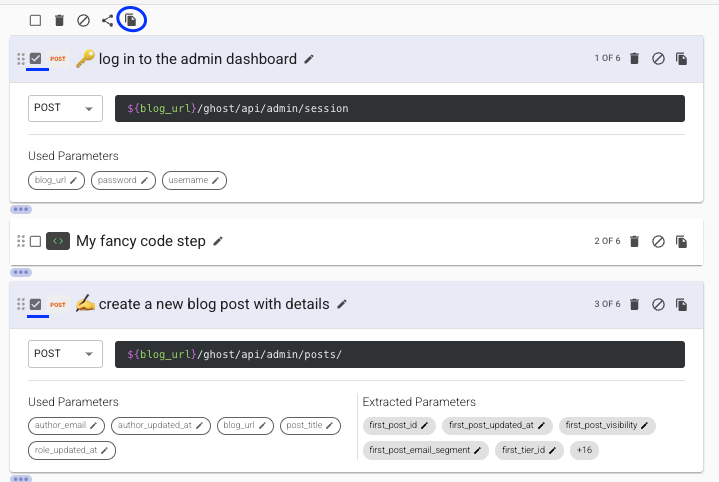 POST 🔑 log in to the admin dashboard 1 OF 6
POST ${blog_url}/ghost/api/admin/session
Used Parameters
blog_url password username
<> My fancy code step 2 OF 6
POST ✍️ create a new blog post with details 3 OF 6
POST ${blog_url}/ghost/api/admin/posts/
Used Parameters
author_email author_updated_at blog_url post_title
role_updated_at
Extracted Parameters
first_post_id first_post_updated_at first_post_visibility
first_post_email_segment first_tier_id +16